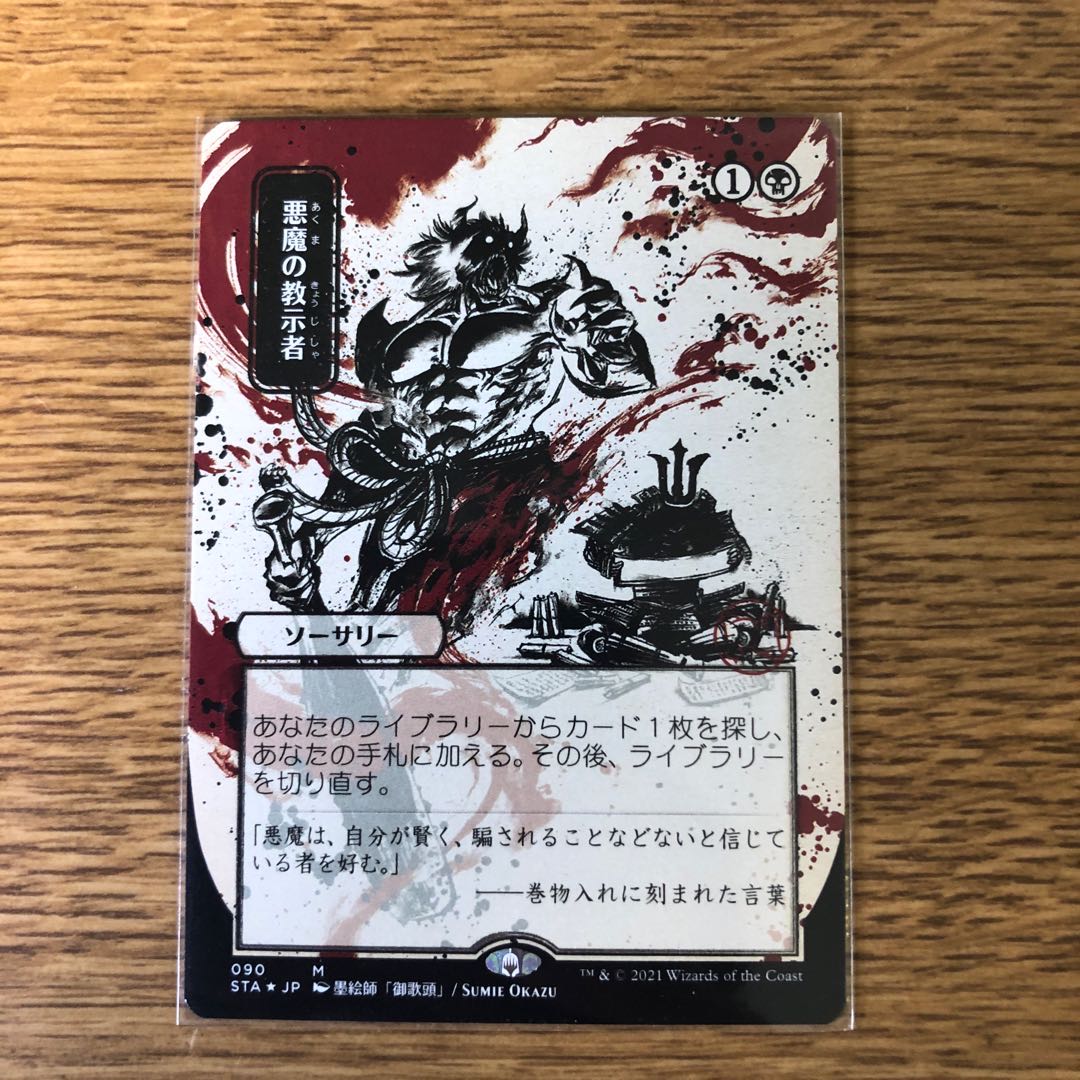 悪魔の教示者
あくま きょうじしゃ
1
ソーサリー
あなたのライブラリーからカード1枚を探し、
あなたの手札に加える。その後、ライブラリー
を切り直す。
「悪魔は、自分が賢く、騙されることなどないと信じて
いる者を好む。」
――巻物入れに刻まれた言葉
090 M
STA★JP 墨絵師「御歌頭」/ SUMIE OKAZU
™ & © 2021 Wizards of the Coast